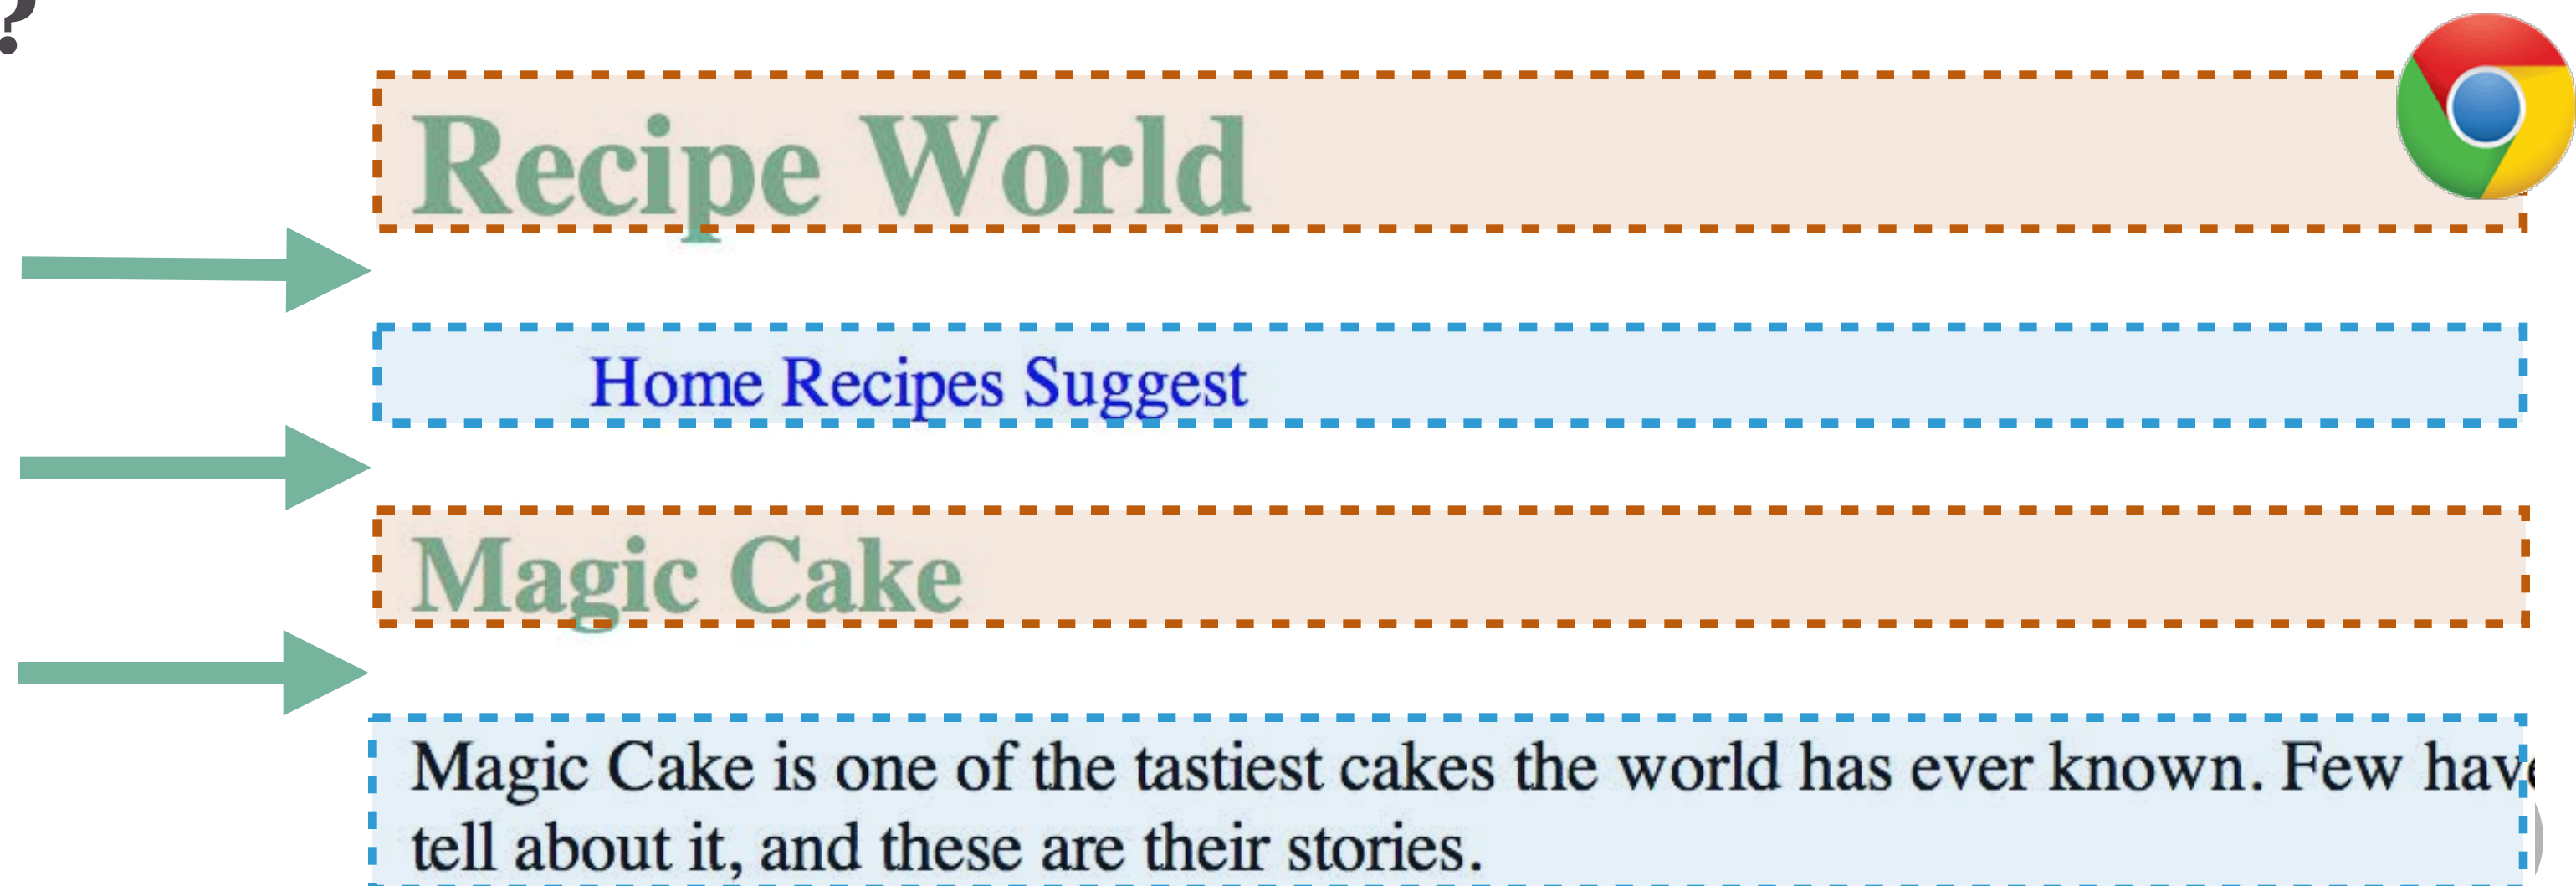 ?
Recipe World
Home Recipes Suggest
Magic Cake
Magic Cake is one of the tastiest cakes the world has ever known. Few have
tell about it, and these are their stories.